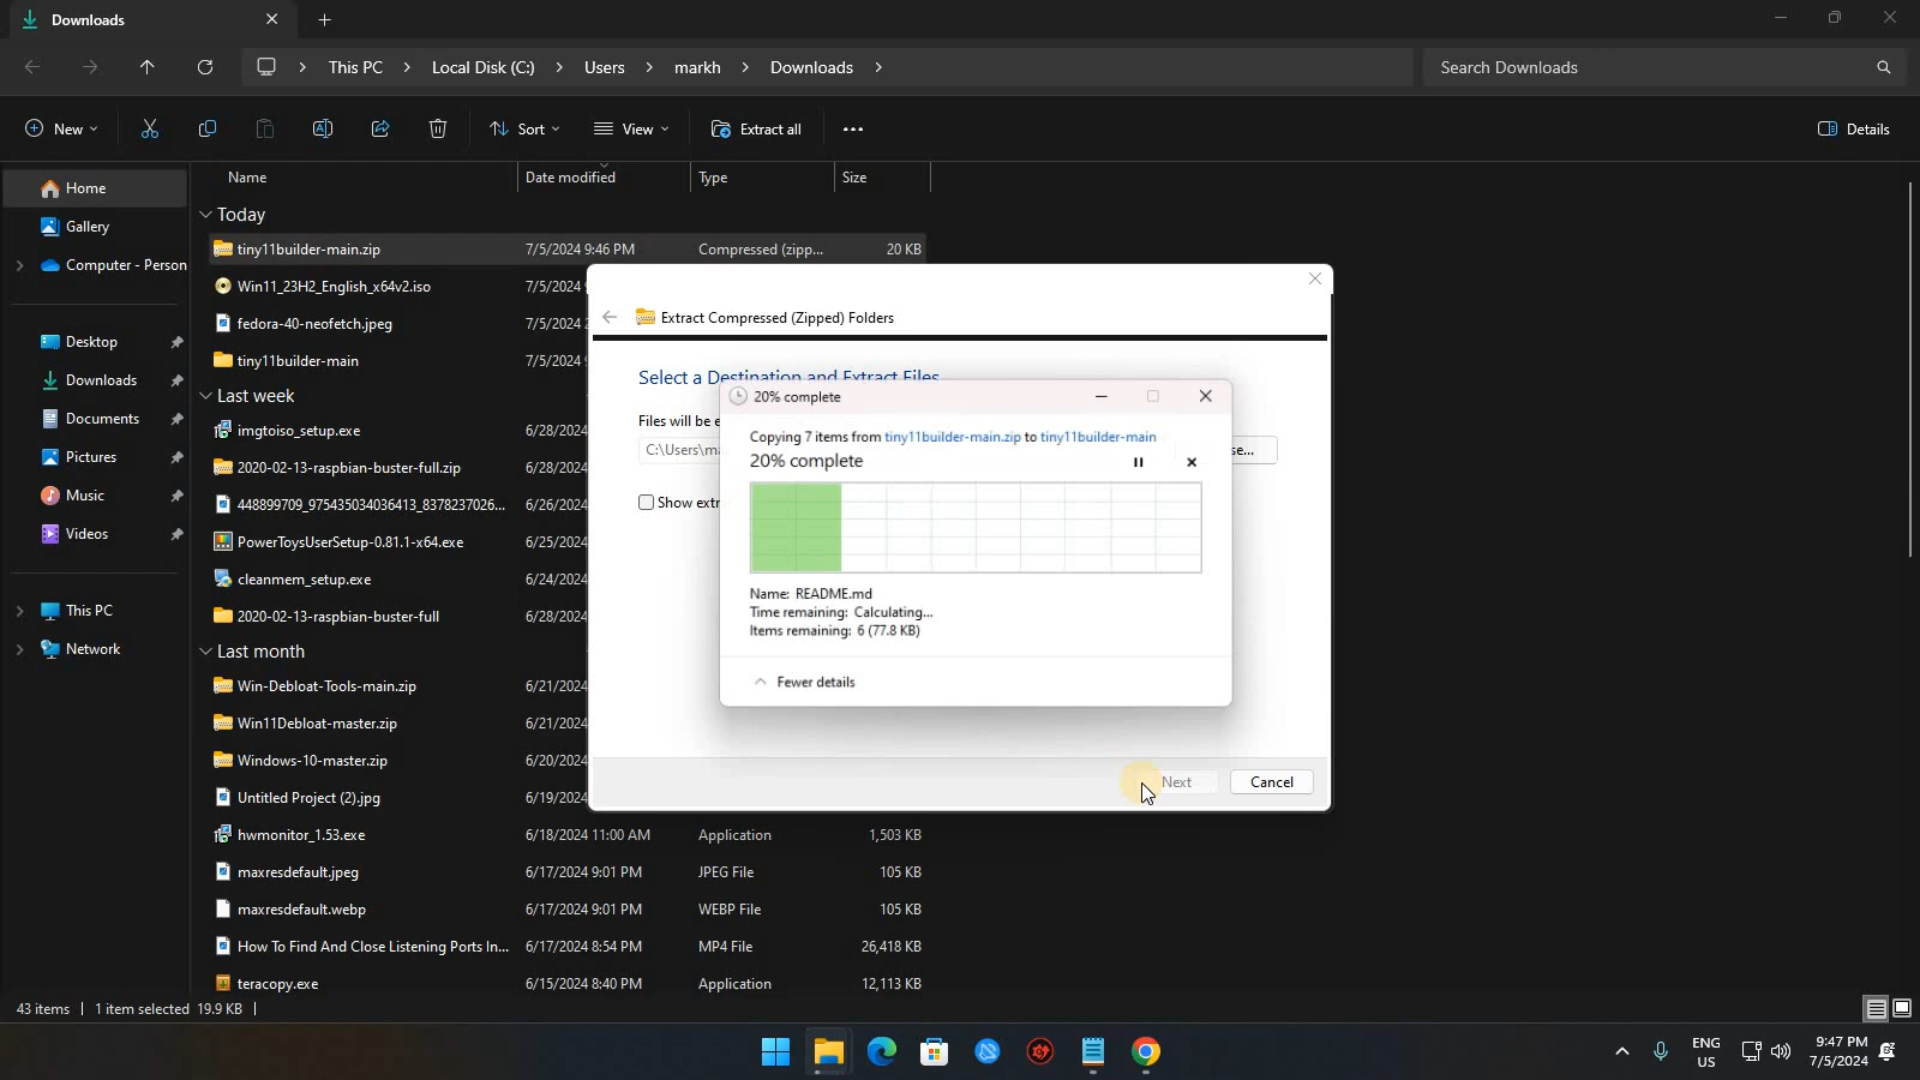 Downloads
This PC
Local Disk (C:)
Users
markh
Downloads
Search Downloads
New
Sort
View
Extract all
Details
Home
Gallery
Computer - Person
Desktop
Downloads
Documents
Pictures
Music
Videos
This PC
Network
Name Date modified Type Size
Today
tiny11builder-main.zip 7/5/2024 9:46 PM Compressed (zipp... 20 KB
Win11_23H2_English_x64v2.iso 7/5/2024
fedora-40-neofetch.jpeg 7/5/2024 2
tiny11builder-main 7/5/2024
Last week
imgtoiso_setup.exe 6/28/2024
2020-02-13-raspbian-buster-full.zip 6/28/2024
448899709_975435034036413_8378237026... 6/26/2024
PowerToysUserSetup-0.81.1-x64.exe 6/25/2024
cleanmem_setup.exe 6/24/2024
2020-02-13-raspbian-buster-full 6/28/2024
Last month
Win-Debloat-Tools-main.zip 6/21/2024
Win11Debloat-master.zip 6/21/2024
Windows-10-master.zip 6/20/2024
Untitled Project (2).jpg 6/19/2024
hwmonitor_1.53.exe 6/18/2024 11:00 AM Application 1,503 KB
maxresdefault.jpeg 6/17/2024 9:01 PM JPEG File 105 KB
maxresdefault.webp 6/17/2024 9:01 PM WEBP File 105 KB
How To Find And Close Listening Ports In... 6/17/2024 8:54 PM MP4 File 26,418 KB
teracopy.exe 6/15/2024 8:40 PM Application 12,113 KB
Extract Compressed (Zipped) Folders
Select a Destination and Extract Files
Files will be e
C:\Users\ma
se...
Show extr
20% complete
Copying 7 items from tiny11builder-main.zip to tiny11builder-main
20% complete
Name: README.md
Time remaining: Calculating...
Items remaining: 6 (77.8 KB)
Fewer details
Next
Cancel
43 items
1 item selected 19.9 KB
ENG
US
9:47 PM
7/5/2024